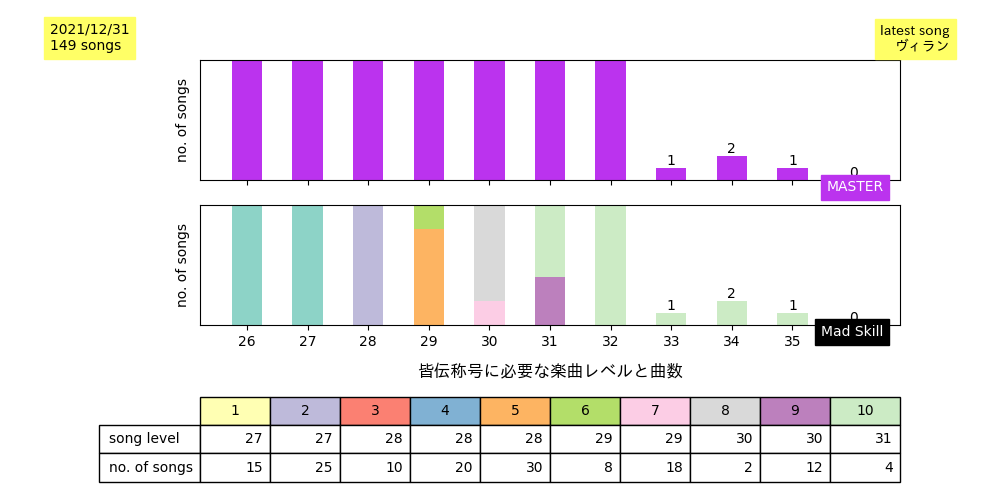 2021/12/31
149 songs
latest song
ヴィラン
no. of songs
1
2
1
0
MASTER
no. of songs
1
2
1
0
Mad Skill
26 27 28 29 30 31 32 33 34 35
皆伝称号に必要な楽曲レベルと曲数
1 2 3 4 5 6 7 8 9 10
song level 27 27 28 28 28 29 29 30 30 31
no. of songs 15 25 10 20 30 8 18 2 12 4